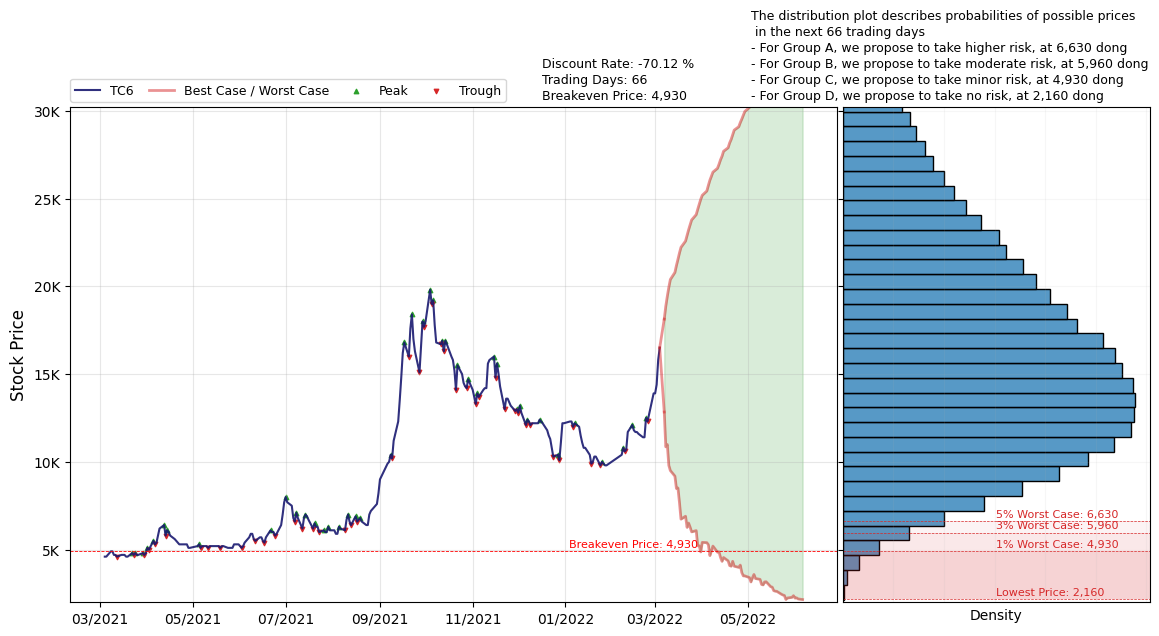 The distribution plot describes probabilities of possible prices
in the next 66 trading days
- For Group A, we propose to take higher risk, at 6,630 dong
- For Group B, we propose to take moderate risk, at 5,960 dong
- For Group C, we propose to take minor risk, at 4,930 dong
- For Group D, we propose to take no risk, at 2,160 dong
Discount Rate: -70.12 %
Trading Days: 66
Breakeven Price: 4,930
TC6 Best Case / Worst Case Peak Trough
30K
25K
20K
15K
10K
5K
Stock Price
Breakeven Price: 4,930
5% Worst Case: 6,630
3% Worst Case: 5,960
1% Worst Case: 4,930
Lowest Price: 2,160
03/2021 05/2021 07/2021 09/2021 11/2021 01/2022 03/2022 05/2022
Density